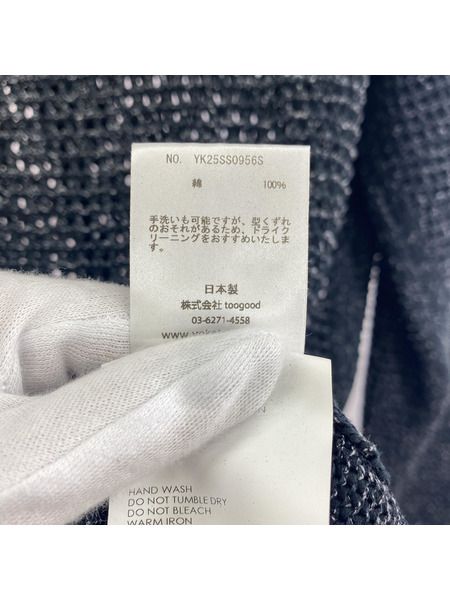 NO. YK25SS0956S
綿 100%
手洗いも可能ですが、型くずれ
のおそれがあるため、ドライク
リーニングをおすすめいたしま
す。
日本製
株式会社 toogood
03-6271-4558
HAND WASH
DO NOT TUMBLE DRY
DO NOT BLEACH
WARM IRON